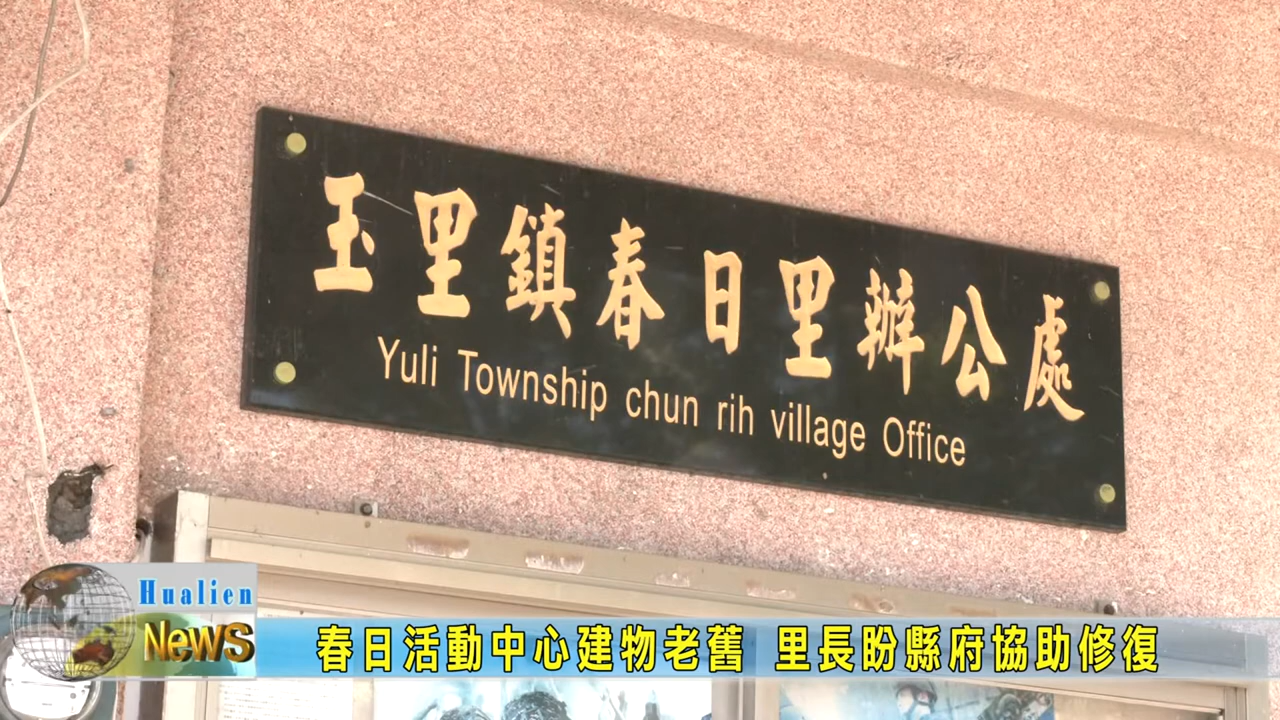 玉里鎮春日里辦公處
Yuli Township chun rih village Office
Hualien
News
春日活動中心建物老舊 里長盼縣府協助修復